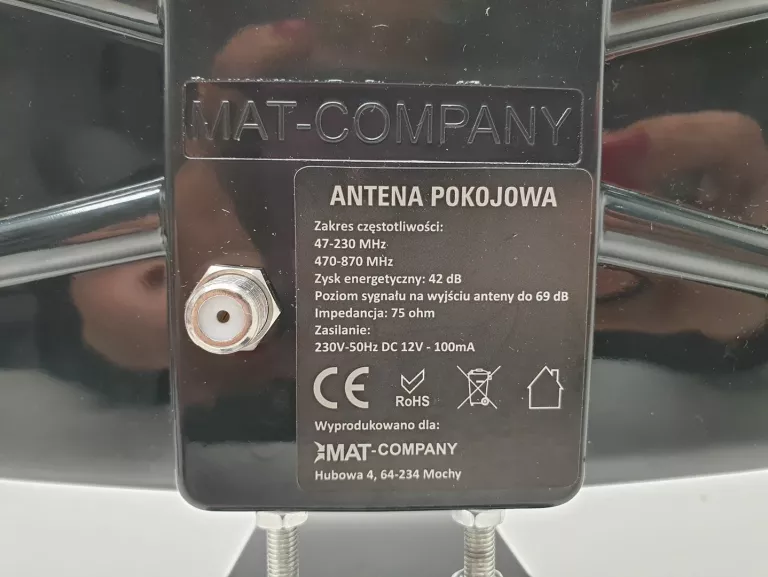 MAT-COMPANY
ANTENA POKOJOWA
Zakres częstotliwości:
47-230 MHz
470-870 MHz
Zysk energetyczny: 42 dB
Poziom sygnału na wyjściu anteny do 69 dB
Impedancja: 75 ohm
Zasilanie:
230V-50Hz DC 12V - 100mA
CE RoHS
Wyprodukowano dla:
MAT-COMPANY
Hubowa 4, 64-234 Mochy